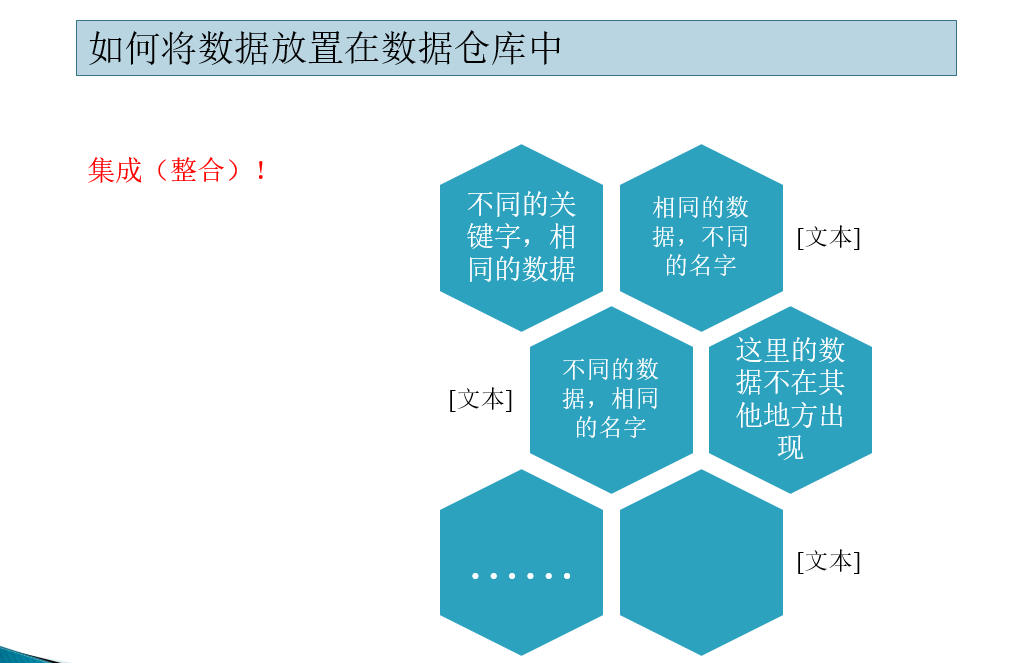 如何将数据放置在数据仓库中
集成（整合）!
不同的关
键字，相
同的数据
相同的数
据，不同
的名字
[文本]
[文本]
不同的数
据，相同
的名字
这里的数
据不在其
他地方出
现
......
[文本]